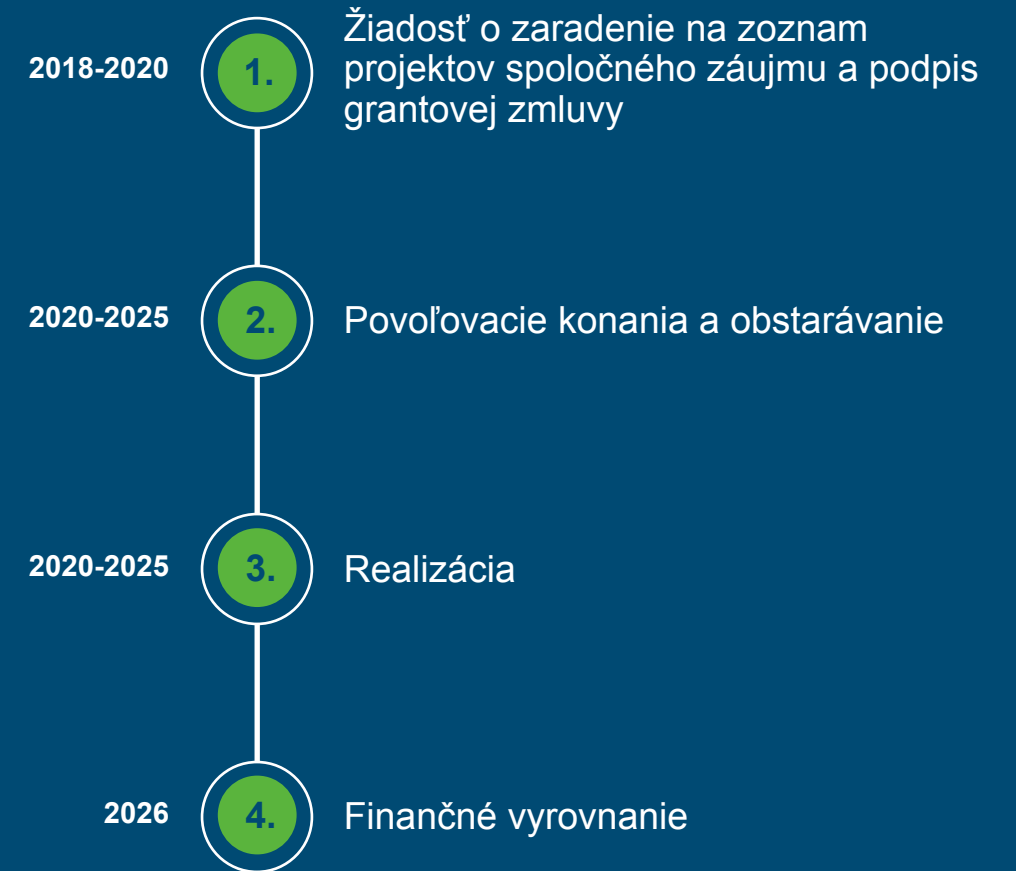 2018-2020
1.
Žiadosť o zaradenie na zoznam
projektov spoločného záujmu a podpis
grantovej zmluvy
2020-2025
2.
Povoľovacie konania a obstarávanie
2020-2025
3.
Realizácia
2026
4.
Finančné vyrovnanie